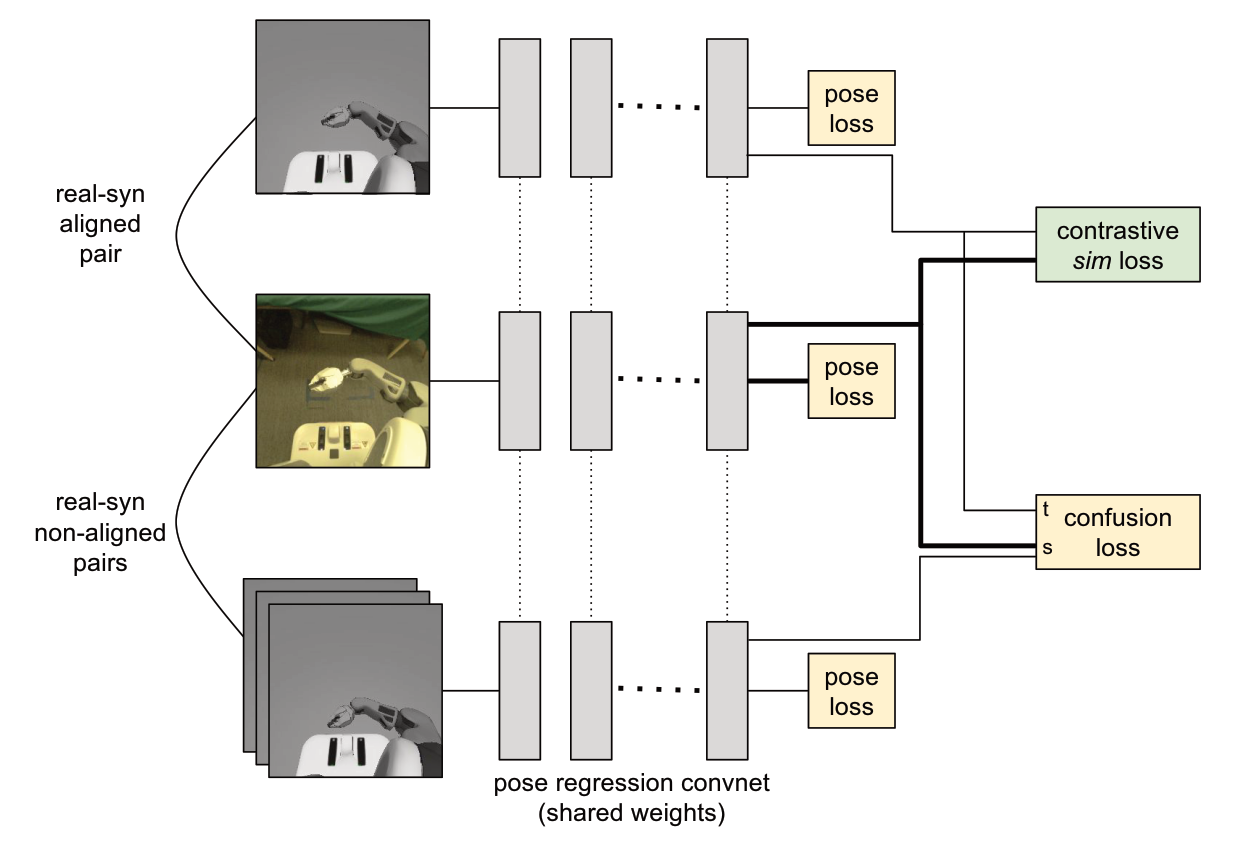 pose
loss
real-syn
aligned
pair
contrastive
sim loss
pose
loss
real-syn
non-aligned
pairs
t
confusion
loss
s
pose
loss
pose regression convnet
(shared weights)